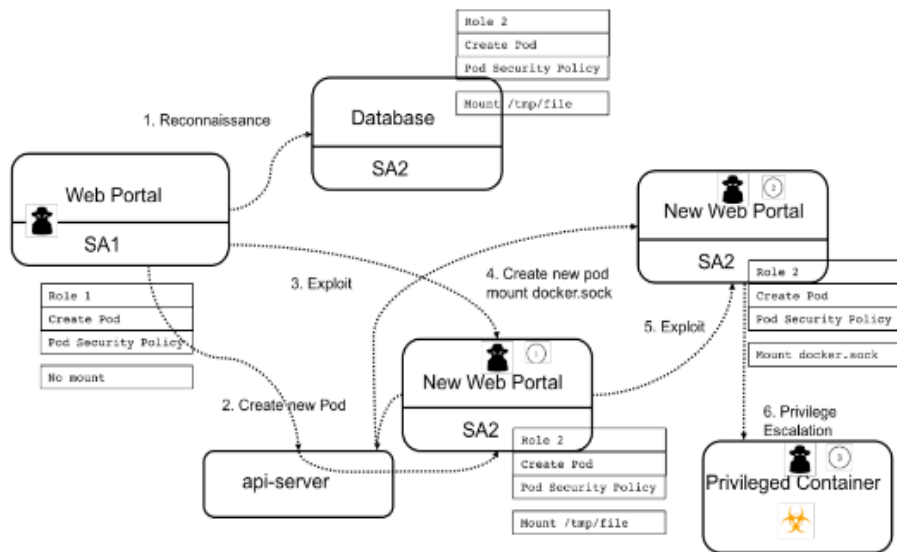 Role 2
Create Pod
Pod Security Policy
Mount /tmp/file
1. Reconnaissance
Database
SA2
Web Portal
SA1
2
New Web Portal
SA2
3. Exploit
4. Create new pod
mount docker.sock
Role 1
Create Pod
Pod Security Policy
No mount
Role 2
Create Pod
Pod Security Policy
Mount docker.sock
5. Exploit
1
New Web Portal
SA2
2. Create new Pod
Role 2
Create Pod
Pod Security Policy
Mount /tmp/file
api-server
6. Privilege
Escalation
3
Privileged Container